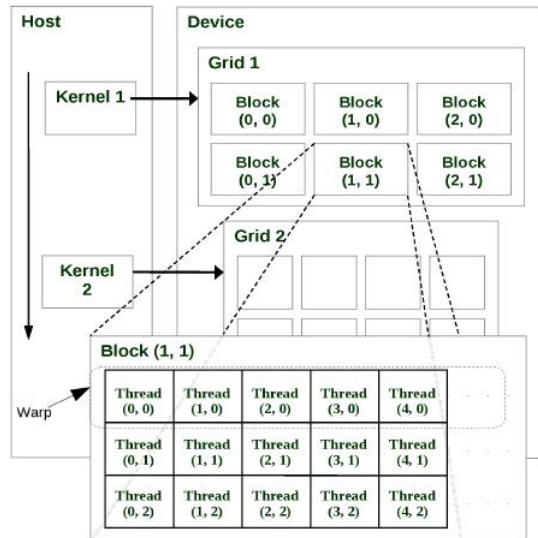 Host
Device
Grid 1
Kernel 1
Block
(0, 0)
Block
(1, 0)
Block
(2, 0)
Block
(0, 1)
Block
(1, 1)
Block
(2, 1)
Grid 2
Kernel
2
Block (1, 1)
Warp
Thread
(0, 0)
Thread
(1, 0)
Thread
(2, 0)
Thread
(3, 0)
Thread
(4, 0)
Thread
(0, 1)
Thread
(1, 1)
Thread
(2, 1)
Thread
(3, 1)
Thread
(4, 1)
Thread
(0, 2)
Thread
(1, 2)
Thread
(2, 2)
Thread
(3, 2)
Thread
(4, 2)